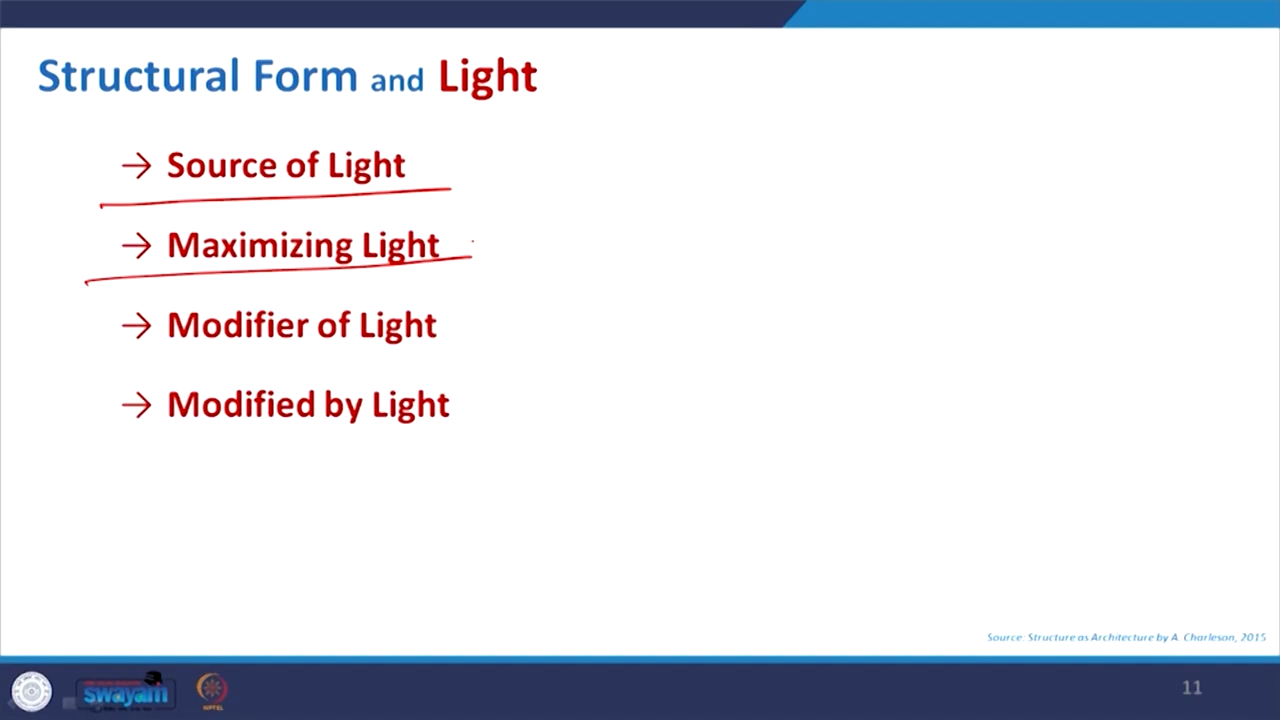 Structural Form and Light
→ Source of Light
→ Maximizing Light
→ Modifier of Light
→ Modified by Light
Source: Structure as Architecture by A. Charleson, 2015
swayam
NPTEL
11